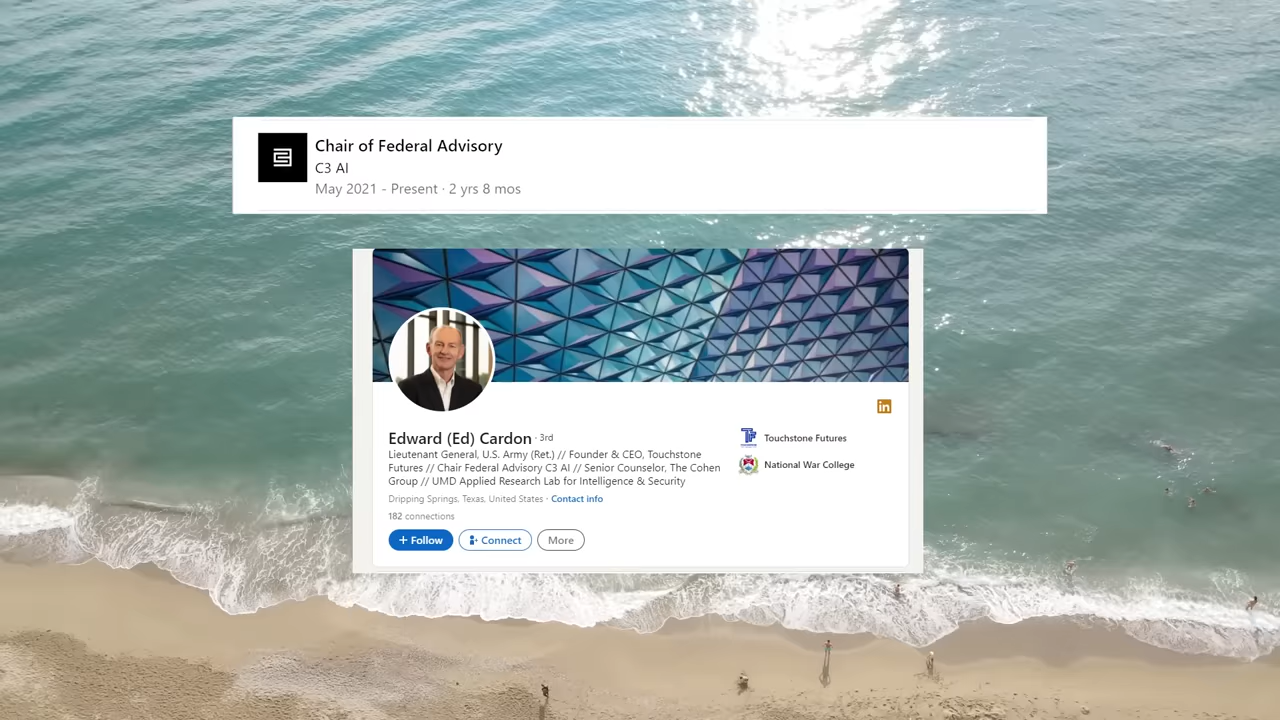 Chair of Federal Advisory
C3 AI
May 2021 - Present · 2 yrs 8 mos
Edward (Ed) Cardon · 3rd
Lieutenant General, U.S. Army (Ret.) // Founder & CEO, Touchstone
Futures // Chair Federal Advisory C3 AI // Senior Counselor, The Cohen
Group // UMD Applied Research Lab for Intelligence & Security
Dripping Springs, Texas, United States · Contact info
182 connections
+ Follow
Connect
More
in
Touchstone Futures
National War College